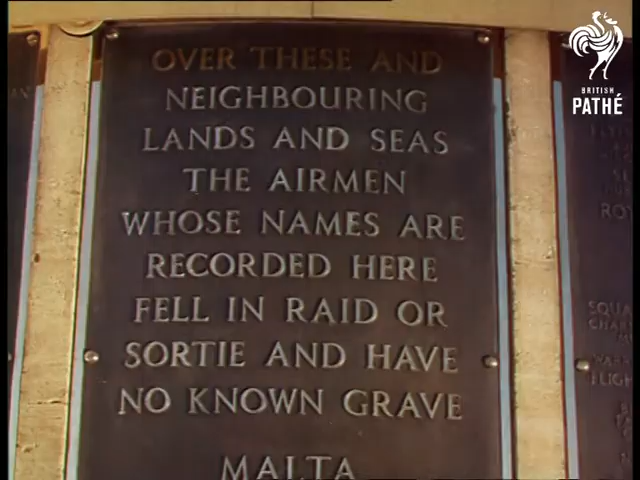 OVER THESE AND
NEIGHBOURING
LANDS AND SEAS
THE AIRMEN
WHOSE NAMES ARE
RECORDED HERE
FELL IN RAID OR
SORTIE AND HAVE
NO KNOWN GRAVE
MALTA
BRITISH
PATHÉ